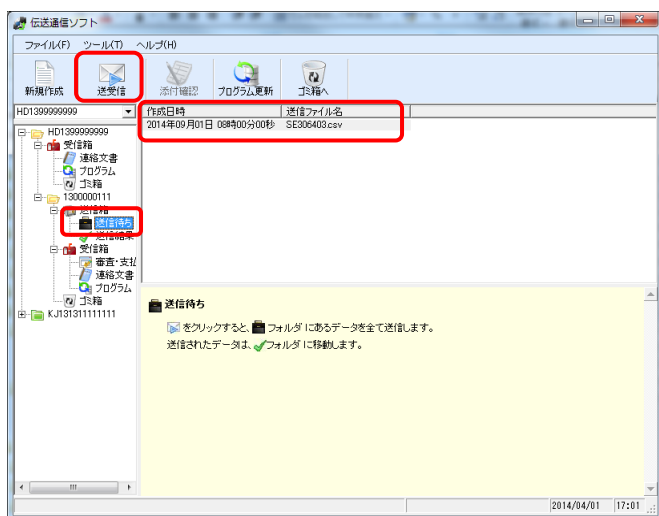 伝送通信ソフト
ファイル(F) ツール(T) ヘルプ(H)
新規作成 送受信 添付確認 プログラム更新 ゴミ箱へ
HD1399999999
作成日時 送信ファイル名
2014年09月01日 08時00分00秒 SE306403.csv
HD1399999999
受信箱
連絡文書
プログラム
ゴミ箱
1300000111
送信箱
送信待ち
送信結果
受信箱
審査・支払
連絡文書
プログラム
ゴミ箱
KJ131311111111
送信待ち
をクリックすると、 フォルダにあるデータを全て送信します。
送信されたデータは、 フォルダに移動します。
2014/04/01 17:01